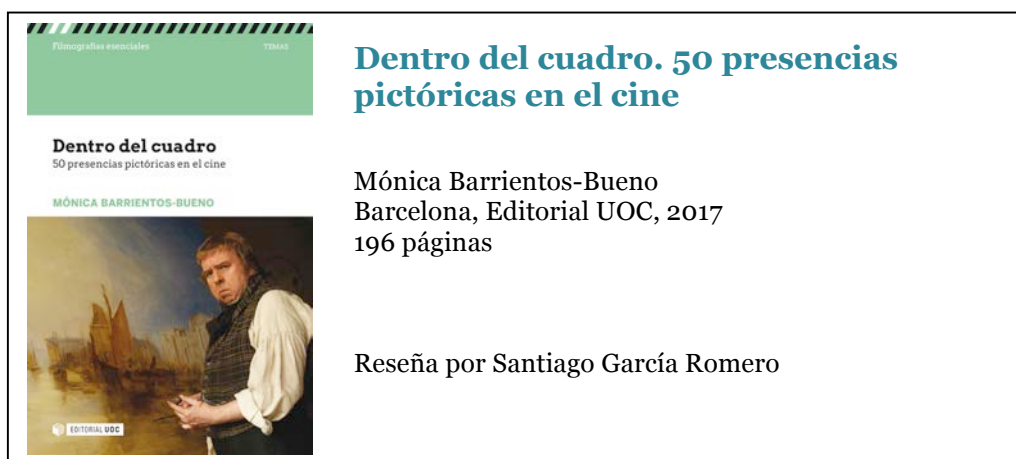 Filmografías esenciales
TEMAS
Dentro del cuadro
50 presencias pictóricas en el cine
MÓNICA BARRIENTOS-BUENO
EDITORIAL UOC
Dentro del cuadro. 50 presencias
pictóricas en el cine
Mónica Barrientos-Bueno
Barcelona, Editorial UOC, 2017
196 páginas
Reseña por Santiago García Romero